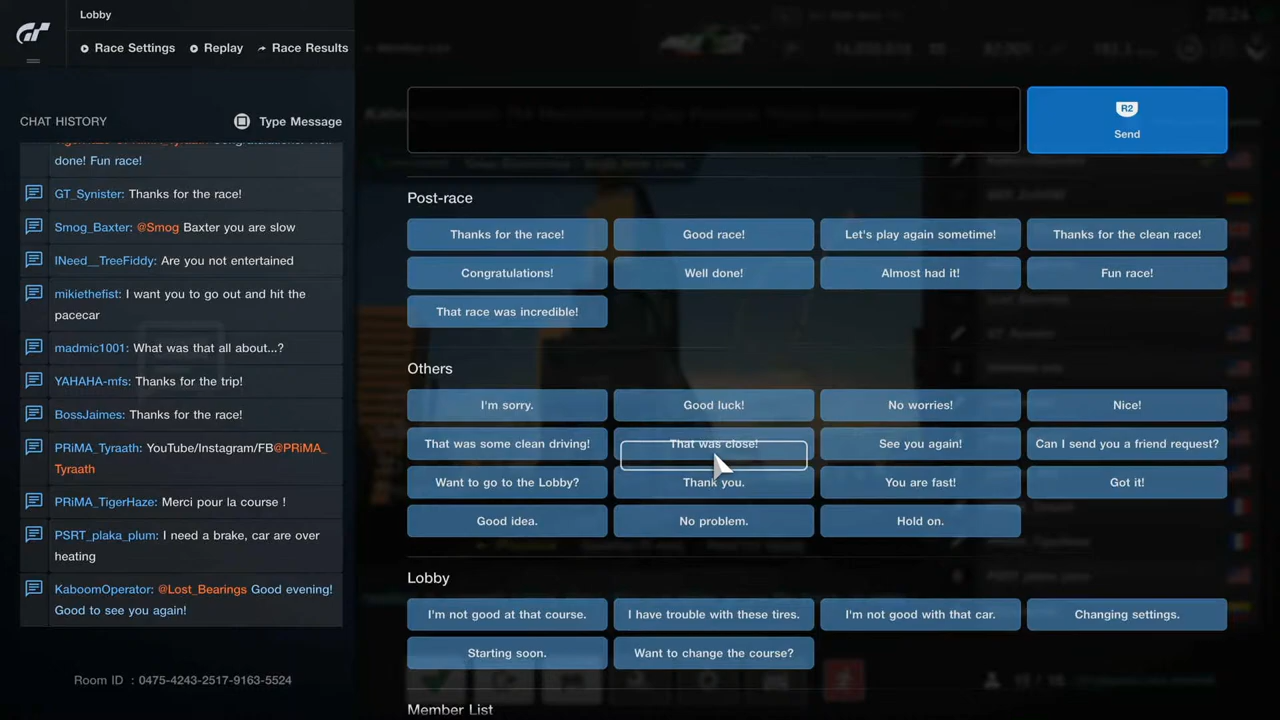 Lobby
Race Settings Replay Race Results
CHAT HISTORY Type Message
done! Fun race!
GT_Synister: Thanks for the race!
Smog_Baxter: @Smog Baxter you are slow
INeed__TreeFiddy: Are you not entertained
mikiethefist: I want you to go out and hit the
pacecar
madmic1001: What was that all about...?
YAHAHA-mfs: Thanks for the trip!
BossJaimes: Thanks for the race!
PRiMA_Tyraath: YouTube/Instagram/FB@PRiMA_
Tyraath
PRiMA_TigerHaze: Merci pour la course !
PSRT_plaka_plum: I need a brake, car are over
heating
KaboomOperator: @Lost_Bearings Good evening!
Good to see you again!
Room ID : 0475-4243-2517-9163-5524
R2
Send
Post-race
Thanks for the race! Good race! Let's play again sometime! Thanks for the clean race!
Congratulations! Well done! Almost had it! Fun race!
That race was incredible!
Others
I'm sorry. Good luck! No worries! Nice!
That was some clean driving! That was close! See you again! Can I send you a friend request?
Want to go to the Lobby? Thank you. You are fast! Got it!
Good idea. No problem. Hold on.
Lobby
I'm not good at that course. I have trouble with these tires. I'm not good with that car. Changing settings.
Starting soon. Want to change the course?
Member List